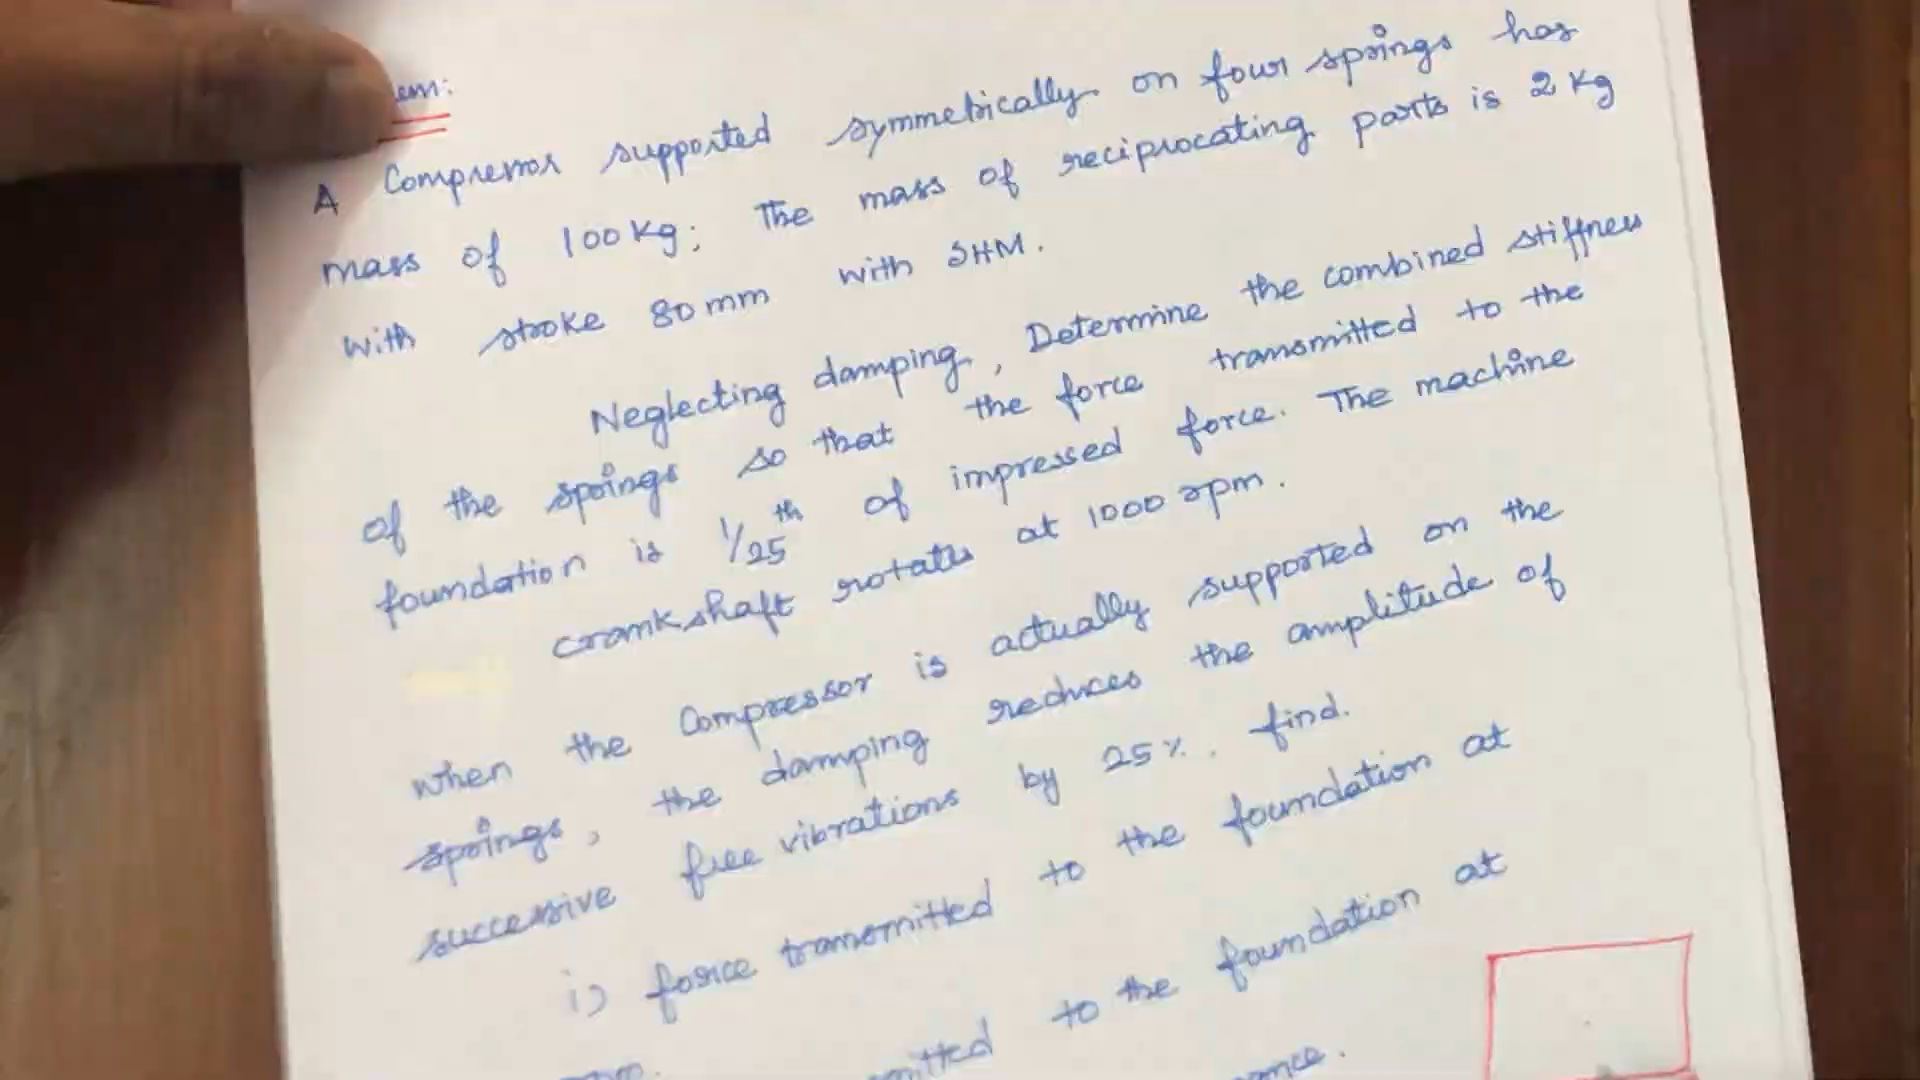 A Compressor supported symmetrically on four springs has
mass of 100 kg; The mass of reciprocating parts is 2 kg
with stroke 80 mm with SHM.
Neglecting damping, Determine the combined stiffness
of the springs so that the force transmitted to the
foundation is 1/25th of impressed force. The machine
crankshaft rotates at 1000 rpm.
when the Compressor is actually supported on the
springs, the damping reduces the amplitude of
successive free vibrations by 25%. find.
i) force transmitted to the foundation at
to the foundation at